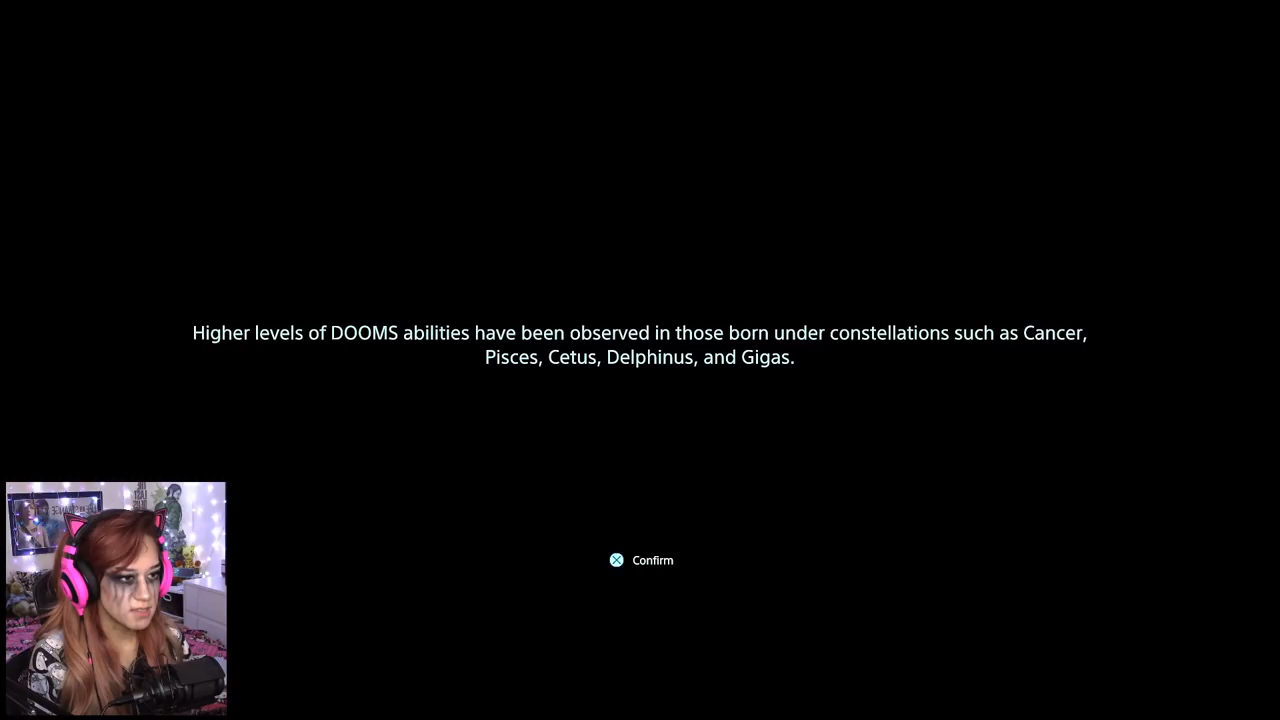 Higher levels of DOOMS abilities have been observed in those born under constellations such as Cancer,
Pisces, Cetus, Delphinus, and Gigas.
Confirm